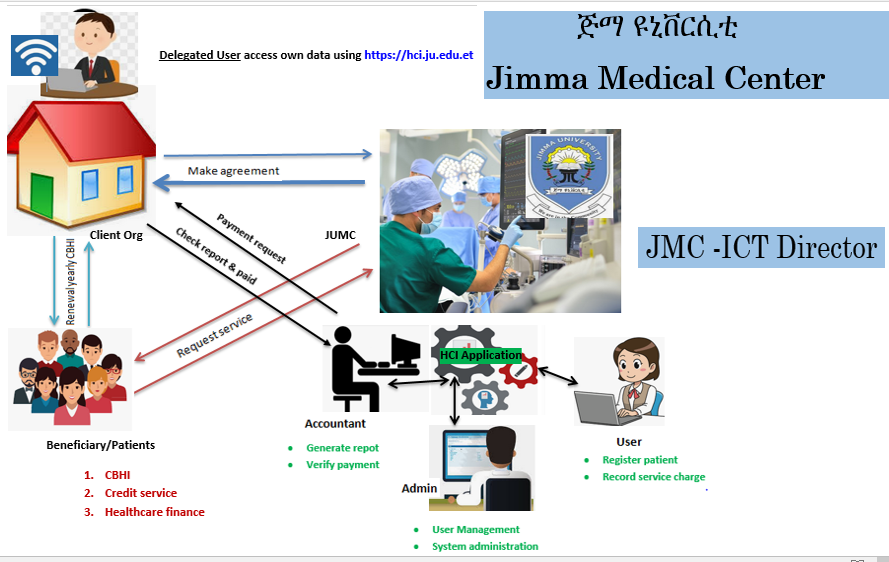 ጅማ ዩኒቨርሲቲ
Jimma Medical Center
Delegated User access own data using https://hci.ju.edu.et
JIMMA UNIVERSITY
Make agreement
JMC -ICT Director
Client Org
JUMC
Payment request
Check report & paid
Renewal yearly CBHI
Request service
HCI Application
Accountant
Generate repot
Verify payment
User
Register patient
Record service charge
Beneficiary/Patients
1. CBHI
2. Credit service
3. Healthcare finance
Admin
User Management
System administration